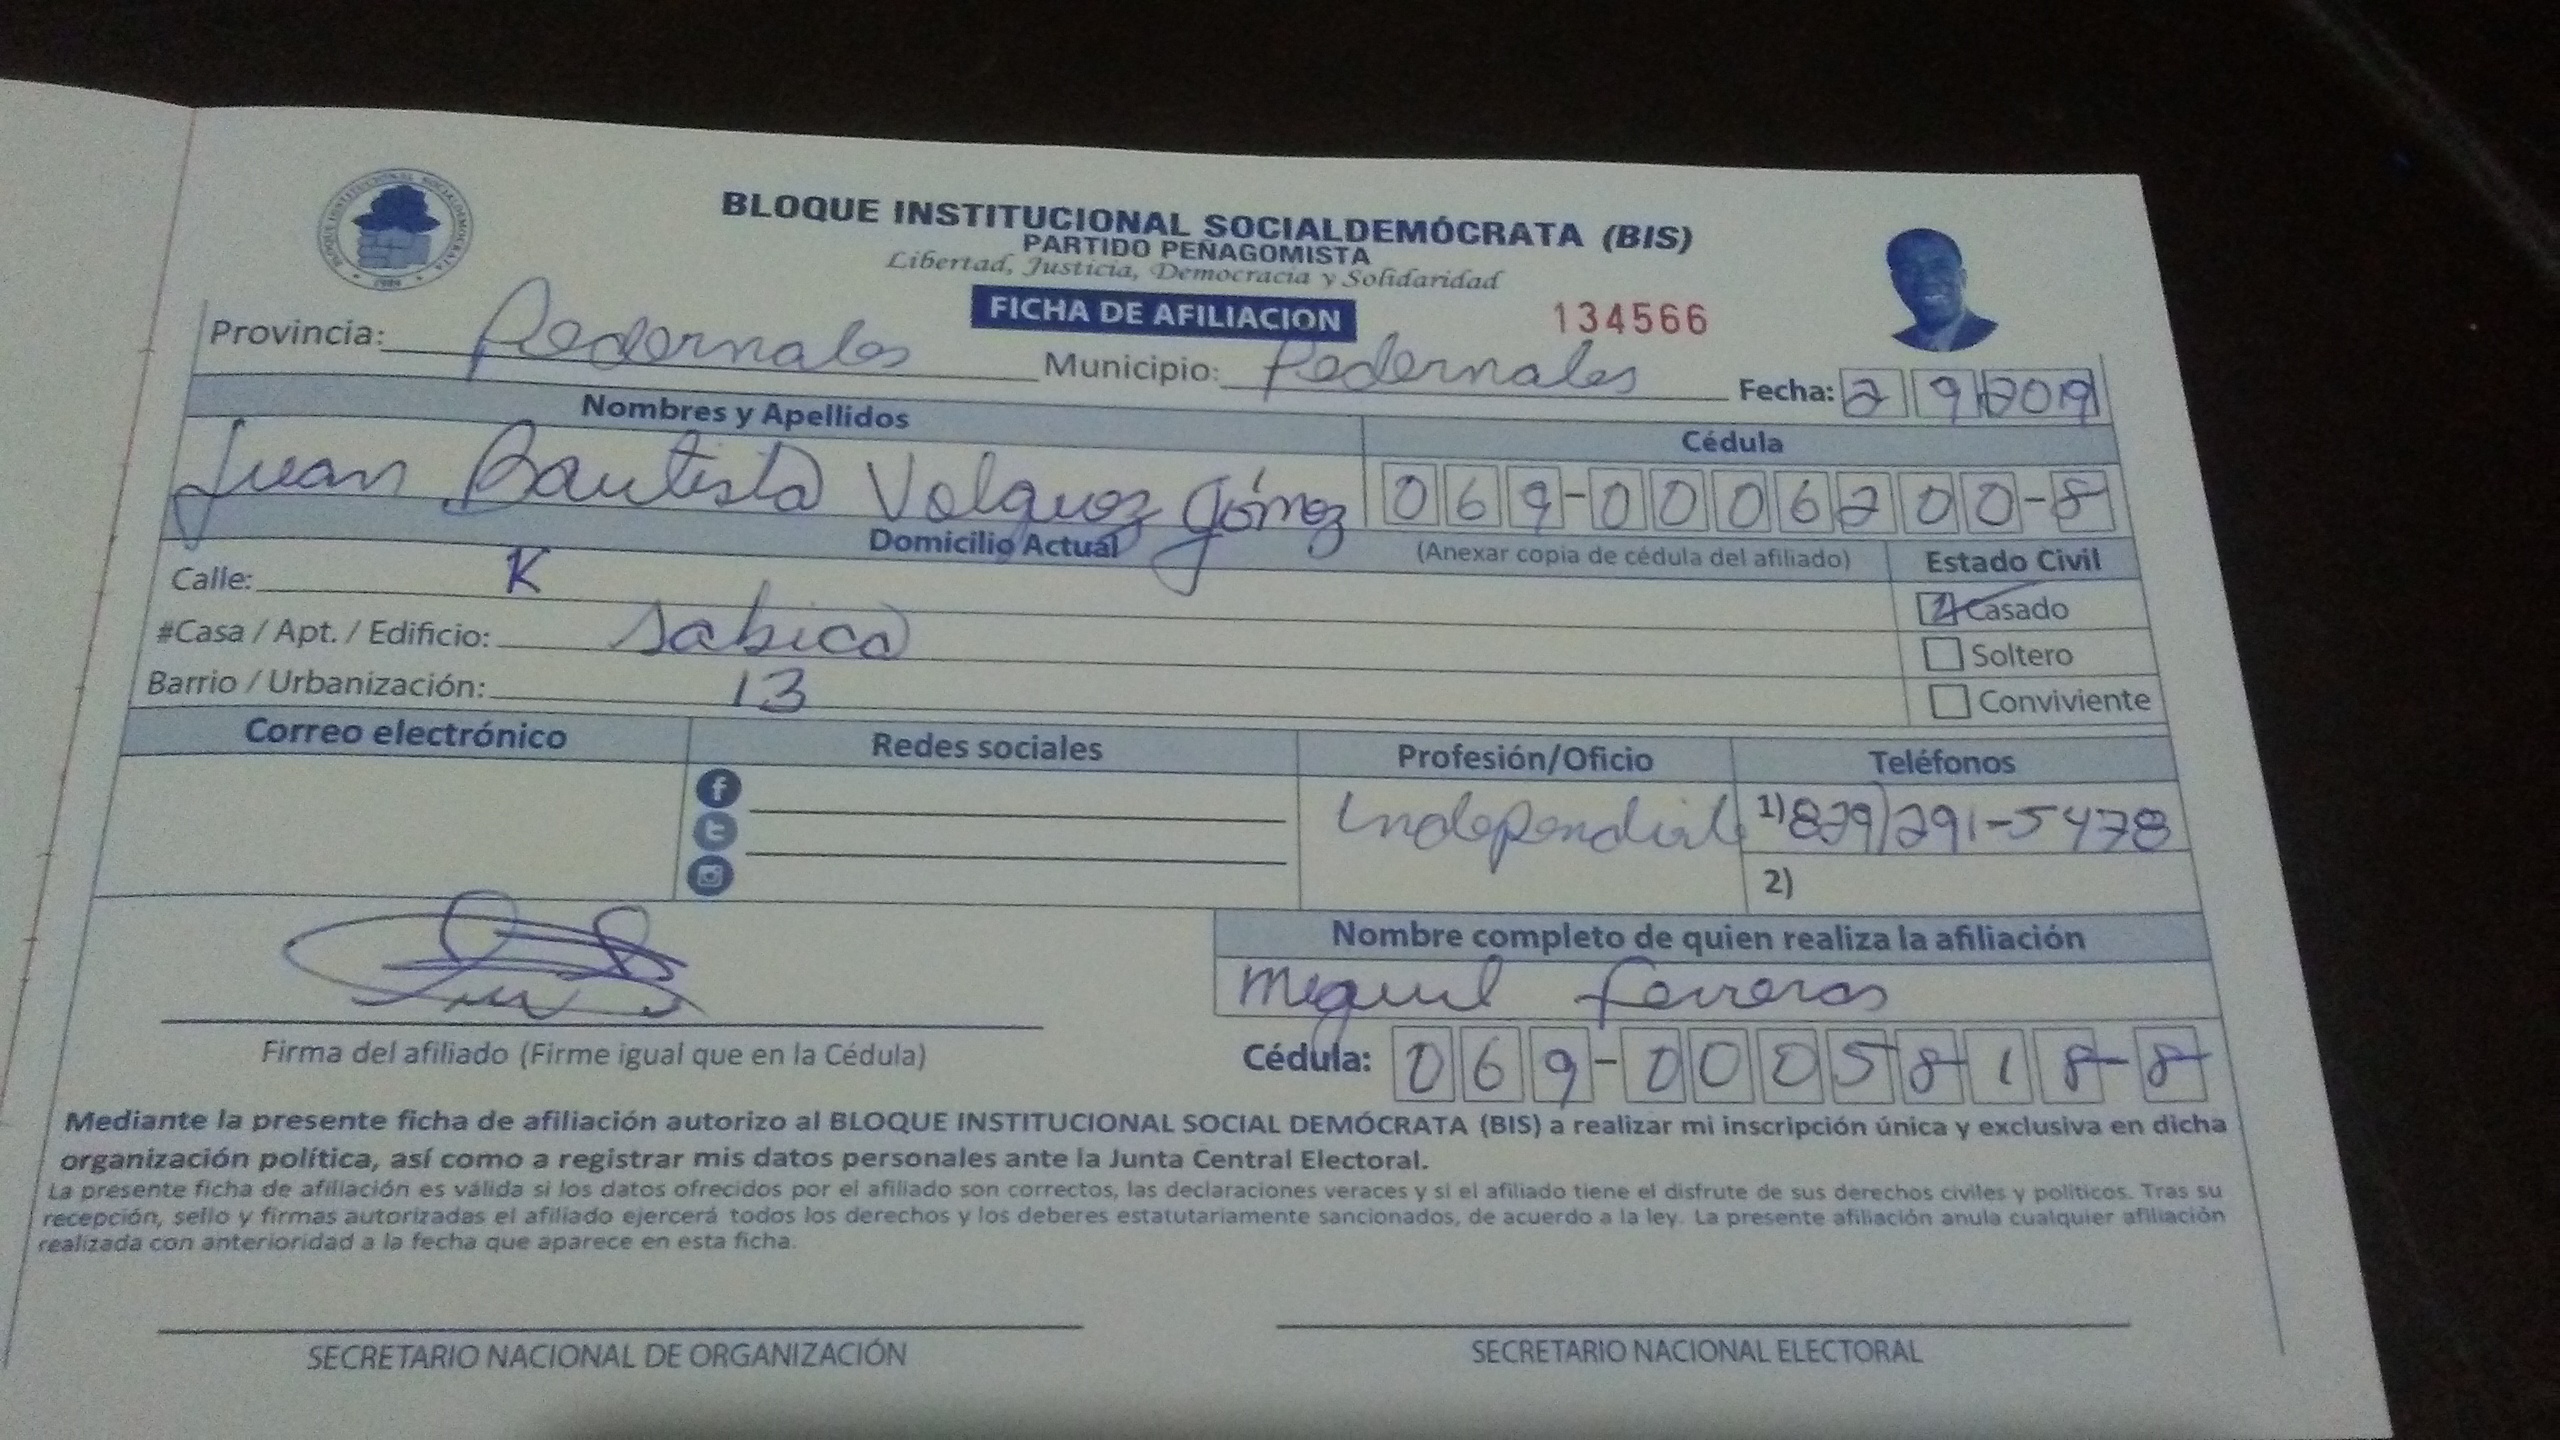 BLOQUE INSTITUCIONAL SOCIALDEMÓCRATA (BIS)
PARTIDO PEÑAGOMISTA
Libertad, Justicia, Democracia y Solidaridad
FICHA DE AFILIACION 134566
Provincia: Pedernales Municipio: Pedernales Fecha: 2 9 2019
Nombres y Apellidos Cédula
Juan Bautista Volquez Gómez 069-0006200-8
Domicilio Actual (Anexar copia de cédula del afiliado) Estado Civil
Calle: K Casado
#Casa / Apt. / Edificio: Sabica Soltero
Barrio / Urbanización: 13 Conviviente
Correo electrónico Redes sociales Profesión/Oficio Teléfonos
1) 829 291-5478
2)
Nombre completo de quien realiza la afiliación
Miguel Ferreras
Firma del afiliado (Firme igual que en la Cédula) Cédula: 069-0005818-8
Mediante la presente ficha de afiliación autorizo al BLOQUE INSTITUCIONAL SOCIAL DEMÓCRATA (BIS) a realizar mi inscripción única y exclusiva en dicha
organización política, así como a registrar mis datos personales ante la Junta Central Electoral.
La presente ficha de afiliación es válida si los datos ofrecidos por el afiliado son correctos, las declaraciones veraces y si el afiliado tiene el disfrute de sus derechos civiles y políticos. Tras su
recepción, sello y firmas autorizadas el afiliado ejercerá todos los derechos y los deberes estatutariamente sancionados, de acuerdo a la ley. La presente afiliación anula cualquier afiliación
realizada con anterioridad a la fecha que aparece en esta ficha.
SECRETARIO NACIONAL DE ORGANIZACIÓN SECRETARIO NACIONAL ELECTORAL